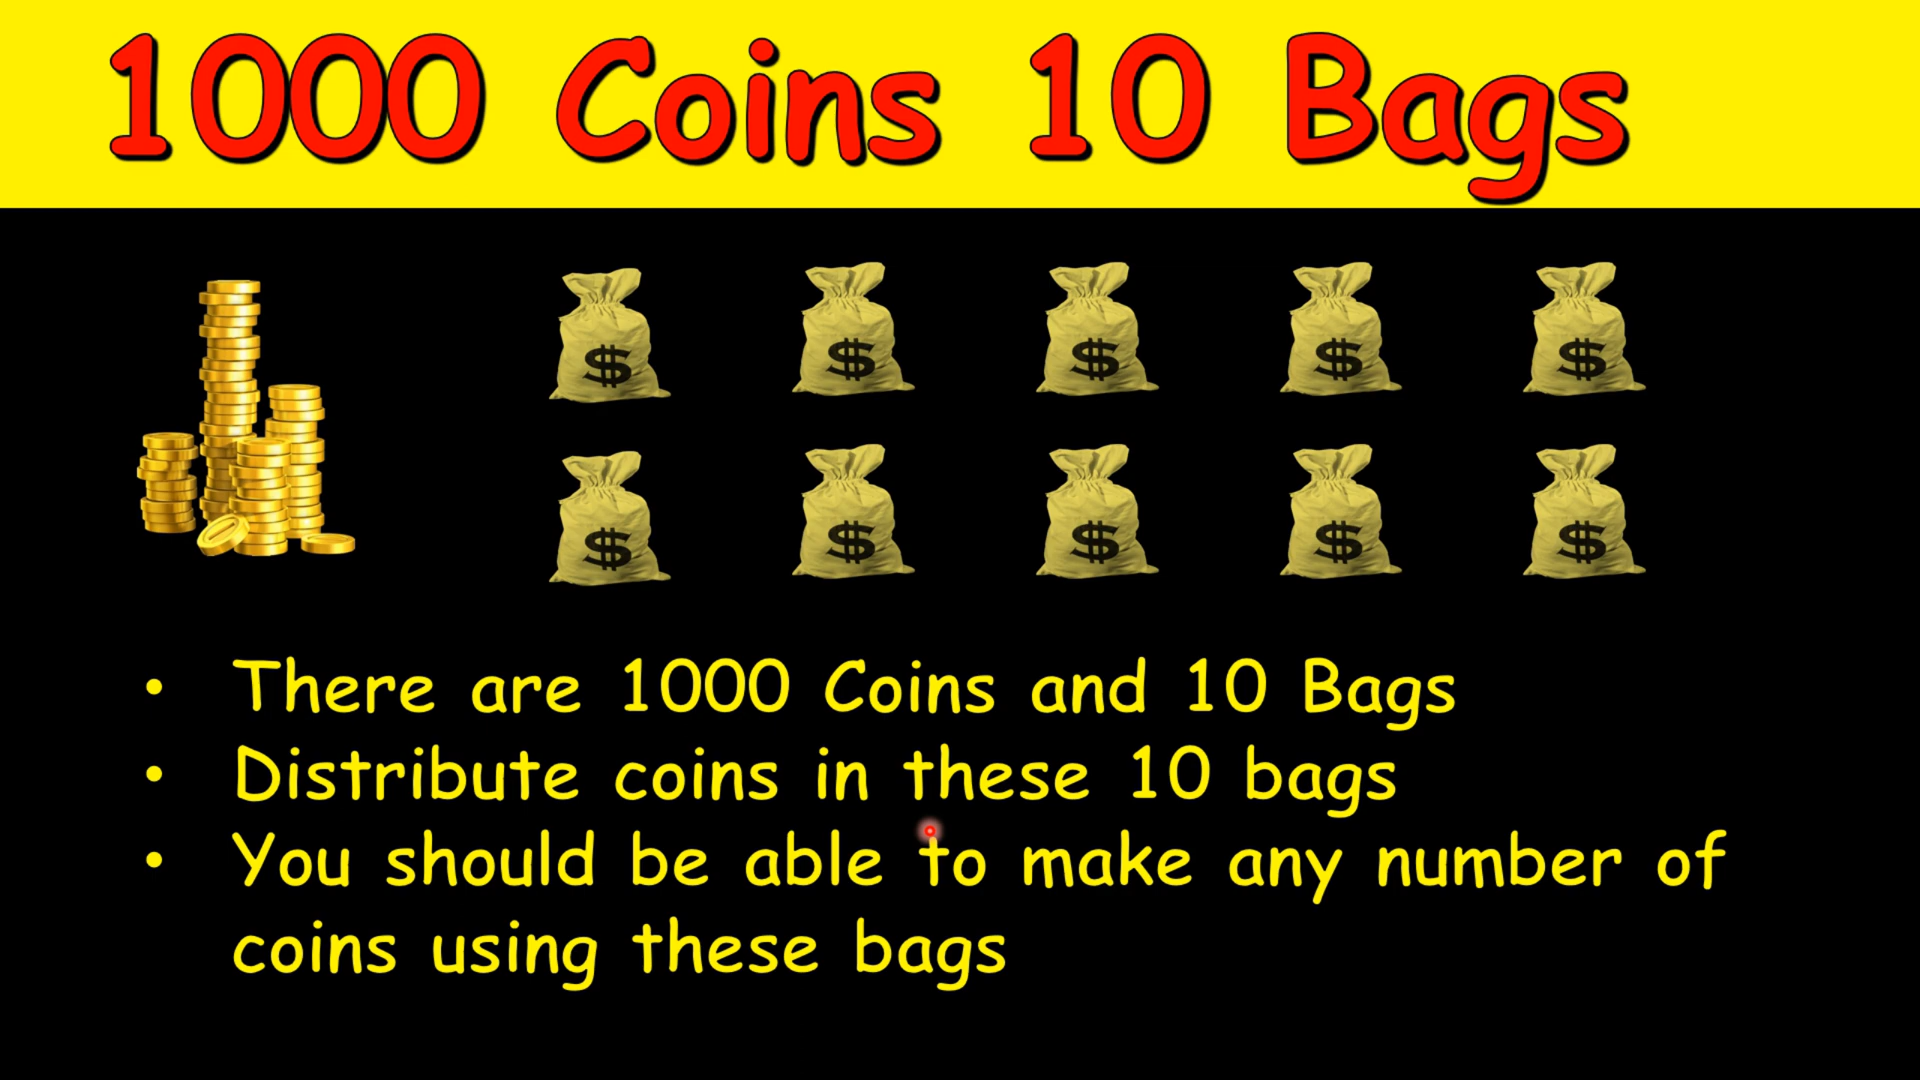 1000 Coins 10 Bags
$ $ $ $ $
$ $ $ $ $
• There are 1000 Coins and 10 Bags
• Distribute coins in these 10 bags
• You should be able to make any number of
coins using these bags